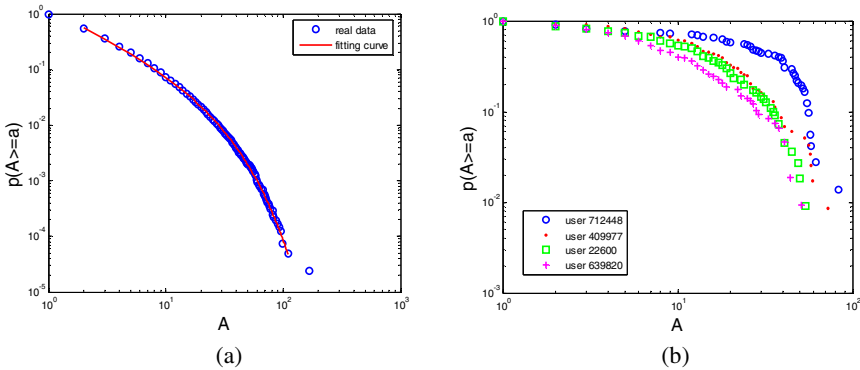 10^0
10^-1
10^-2
10^-3
10^-4
10^-5
p(A>=a)
real data
fitting curve
10^0 10^1 10^2 10^3
A
(a)
10^0
10^-1
10^-2
10^-3
p(A>=a)
user 712448
user 409977
user 22600
user 639820
10^0 10^1 10^2
A
(b)